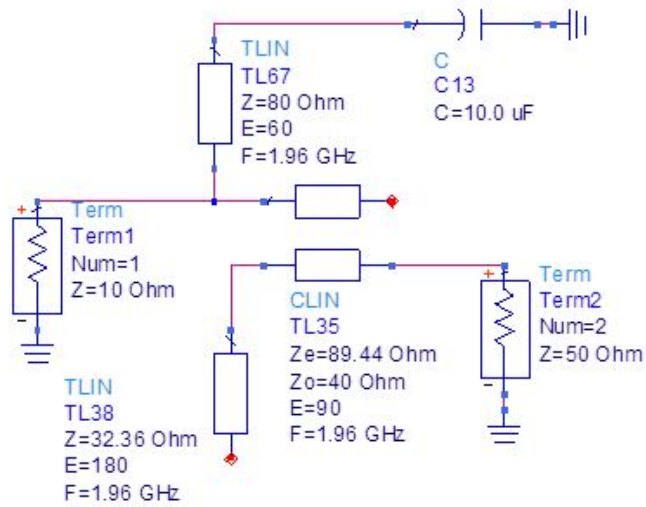 TLIN
TL67
Z=80 Ohm
E=60
F=1.96 GHz
C
C13
C=10.0 uF
+
Term
Term1
Num=1
Z=10 Ohm
-
CLIN
TL35
Ze=89.44 Ohm
Zo=40 Ohm
E=90
F=1.96 GHz
+
Term
Term2
Num=2
Z=50 Ohm
-
TLIN
TL38
Z=32.36 Ohm
E=180
F=1.96 GHz